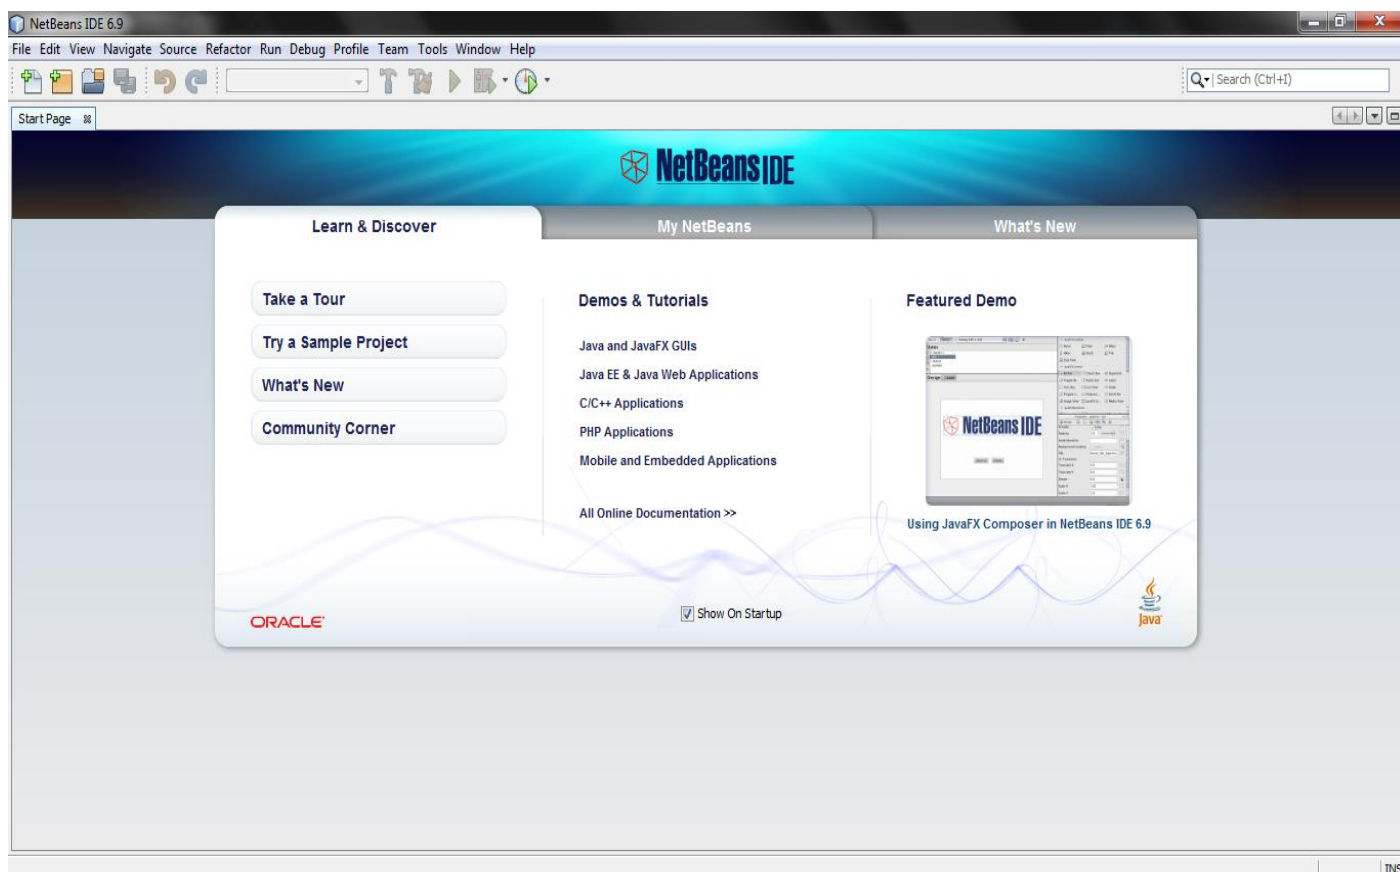 NetBeans IDE 6.9
File Edit View Navigate Source Refactor Run Debug Profile Team Tools Window Help
Search (Ctrl+I)
Start Page
NetBeans IDE
Learn & Discover
My NetBeans
What's New
Take a Tour
Try a Sample Project
What's New
Community Corner
Demos & Tutorials
Java and JavaFX GUIs
Java EE & Java Web Applications
C/C++ Applications
PHP Applications
Mobile and Embedded Applications
All Online Documentation >>
Featured Demo
NetBeans IDE
Using JavaFX Composer in NetBeans IDE 6.9
ORACLE
Show On Startup
Java
INS